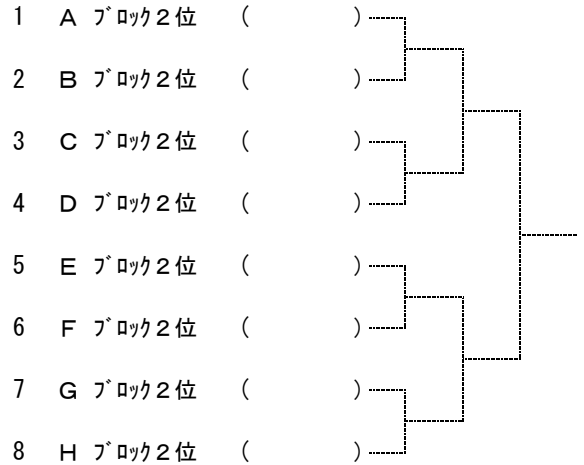 1 A ﾌﾞﾛｯｸ２位 ( )
2 B ﾌﾞﾛｯｸ２位 ( )
3 C ﾌﾞﾛｯｸ２位 ( )
4 D ﾌﾞﾛｯｸ２位 ( )
5 E ﾌﾞﾛｯｸ２位 ( )
6 F ﾌﾞﾛｯｸ２位 ( )
7 G ﾌﾞﾛｯｸ２位 ( )
8 H ﾌﾞﾛｯｸ２位 ( )